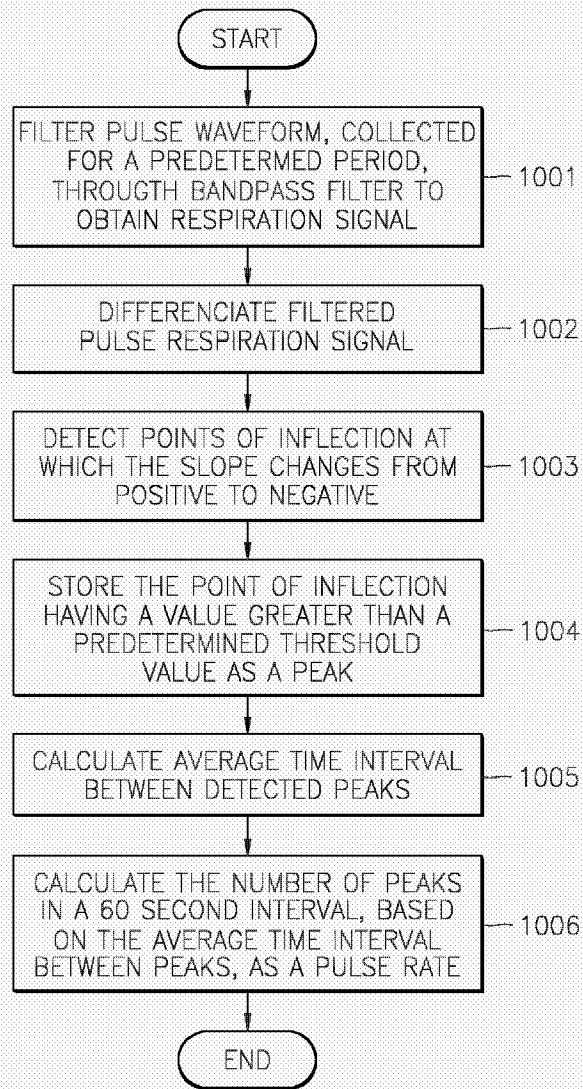 START
FILTER PULSE WAVEFORM, COLLECTED
FOR A PREDETERMED PERIOD,
THROUGTH BANDPASS FILTER TO
OBTAIN RESPIRATION SIGNAL
1001
DIFFERENCIATE FILTERED
PULSE RESPIRATION SIGNAL
1002
DETECT POINTS OF INFLECTION AT
WHICH THE SLOPE CHANGES FROM
POSITIVE TO NEGATIVE
1003
STORE THE POINT OF INFLECTION
HAVING A VALUE GREATER THAN A
PREDETERMINED THRESHOLD
VALUE AS A PEAK
1004
CALCULATE AVERAGE TIME INTERVAL
BETWEEN DETECTED PEAKS
1005
CALCULATE THE NUMBER OF PEAKS
IN A 60 SECOND INTERVAL, BASED
ON THE AVERAGE TIME INTERVAL
BETWEEN PEAKS, AS A PULSE RATE
1006
END